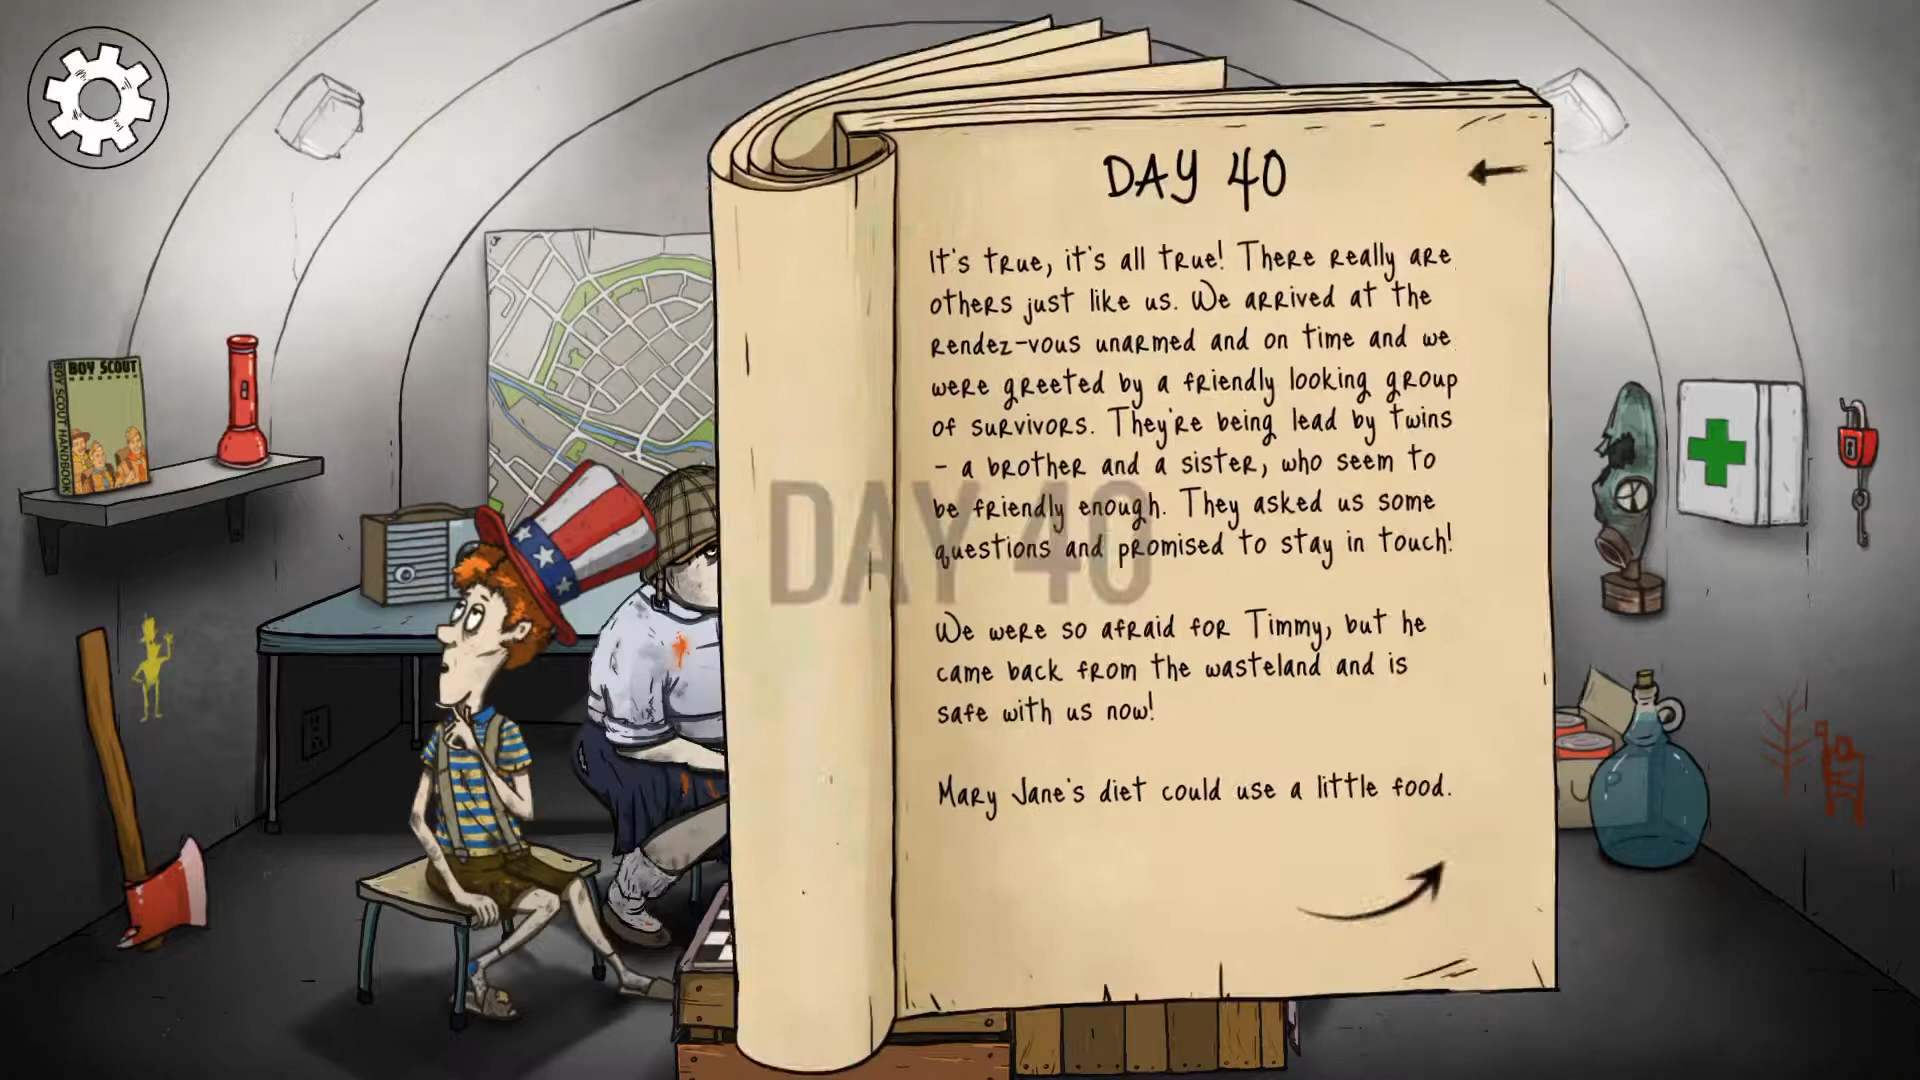 DAY 40
It's true, it's all true! There really are
others just like us. We arrived at the
rendez-vous unarmed and on time and we
were greeted by a friendly looking group
of survivors. They're being lead by twins
- a brother and a sister, who seem to
be friendly enough. They asked us some
questions and promised to stay in touch!
We were so afraid for Timmy, but he
came back from the wasteland and is
safe with us now!
Mary Jane's diet could use a little food.
DAY 40
BOY SCOUT
HANDBOOK
BOY SCOUT HANDBOOK